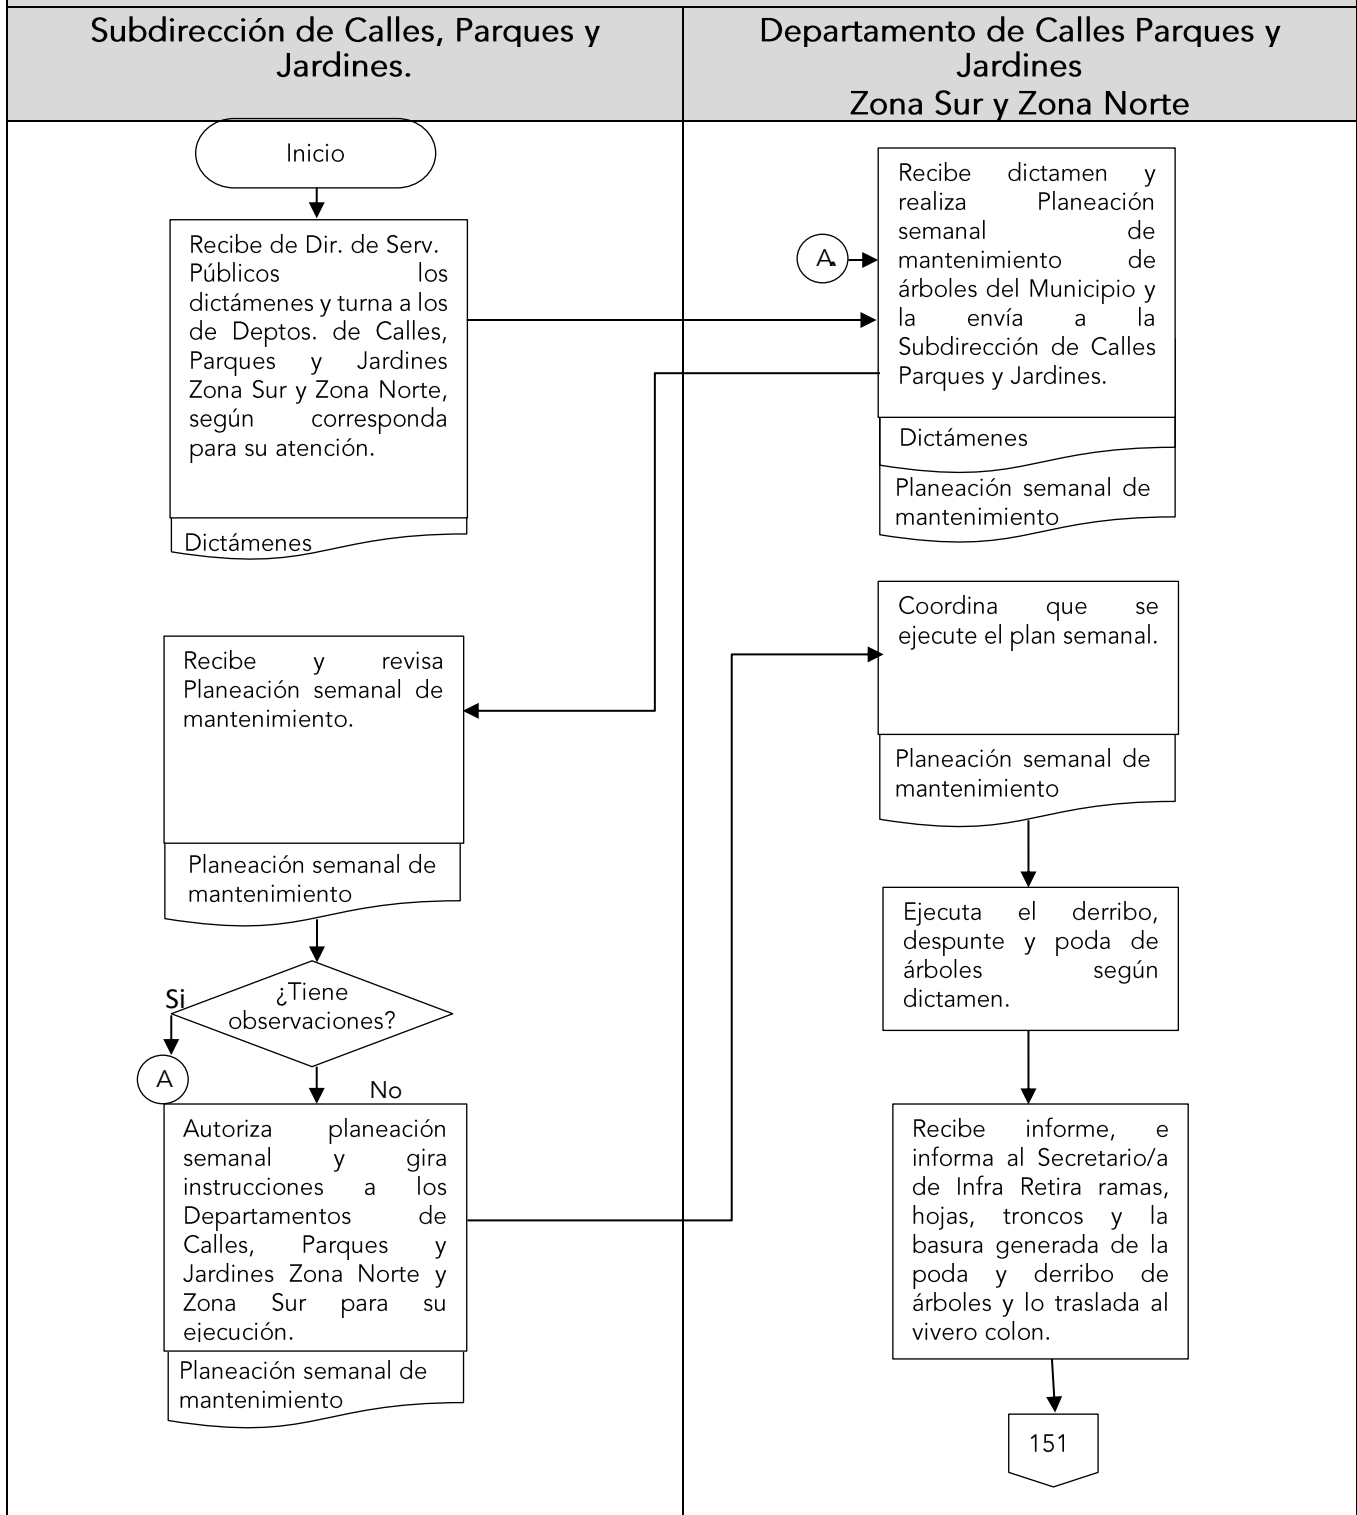 Subdirección de Calles, Parques y
Jardines.
Departamento de Calles Parques y
Jardines
Zona Sur y Zona Norte
Inicio
Recibe de Dir. de Serv.
Públicos los
dictámenes y turna a los
de Deptos. de Calles,
Parques y Jardines
Zona Sur y Zona Norte,
según corresponda
para su atención.
Dictámenes
A.
Recibe dictamen y
realiza Planeación
semanal de
mantenimiento de
árboles del Municipio y
la envía a la
Subdirección de Calles
Parques y Jardines.
Dictámenes
Planeación semanal de
mantenimiento
Recibe y revisa
Planeación semanal de
mantenimiento.
Planeación semanal de
mantenimiento
¿Tiene
observaciones?
Si
A
No
Autoriza planeación
semanal y gira
instrucciones a los
Departamentos de
Calles, Parques y
Jardines Zona Norte y
Zona Sur para su
ejecución.
Planeación semanal de
mantenimiento
Coordina que se
ejecute el plan semanal.
Planeación semanal de
mantenimiento
Ejecuta el derribo,
despunte y poda de
árboles según
dictamen.
Recibe informe, e
informa al Secretario/a
de Infra Retira ramas,
hojas, troncos y la
basura generada de la
poda y derribo de
árboles y lo traslada al
vivero colon.
151